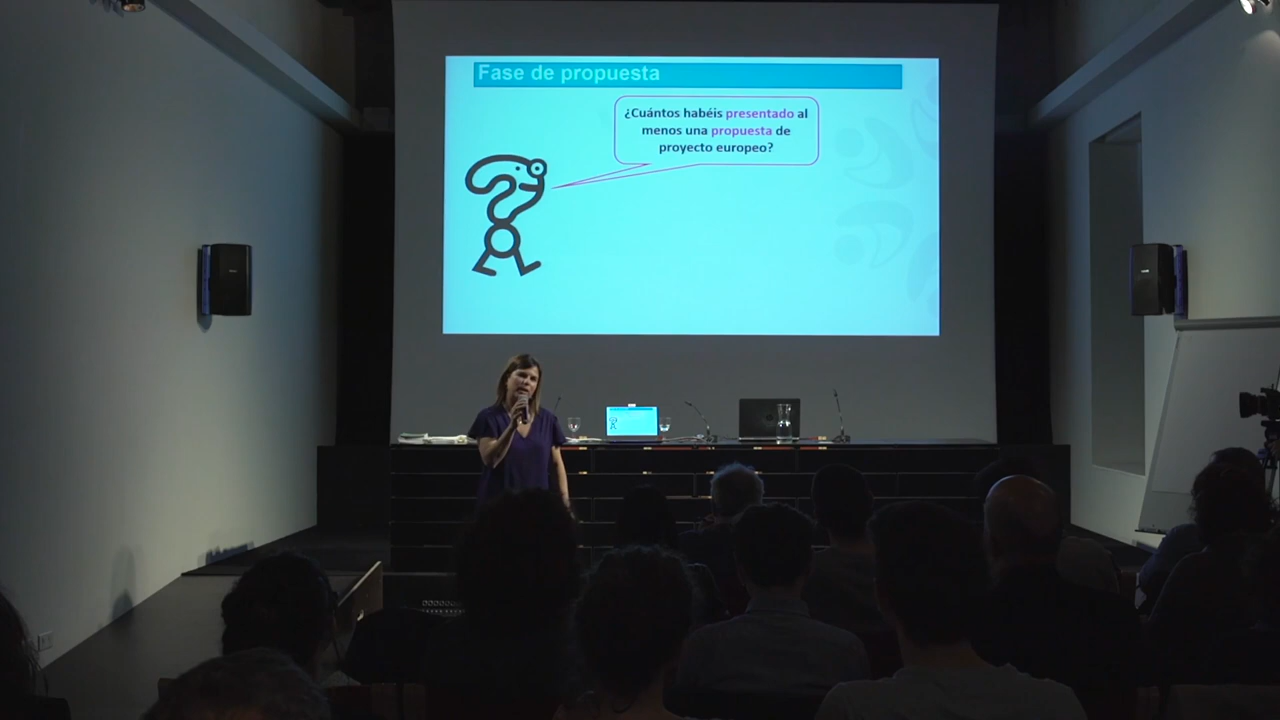 Fase de propuesta
¿Cuántos habéis presentado al
menos una propuesta de
proyecto europeo?